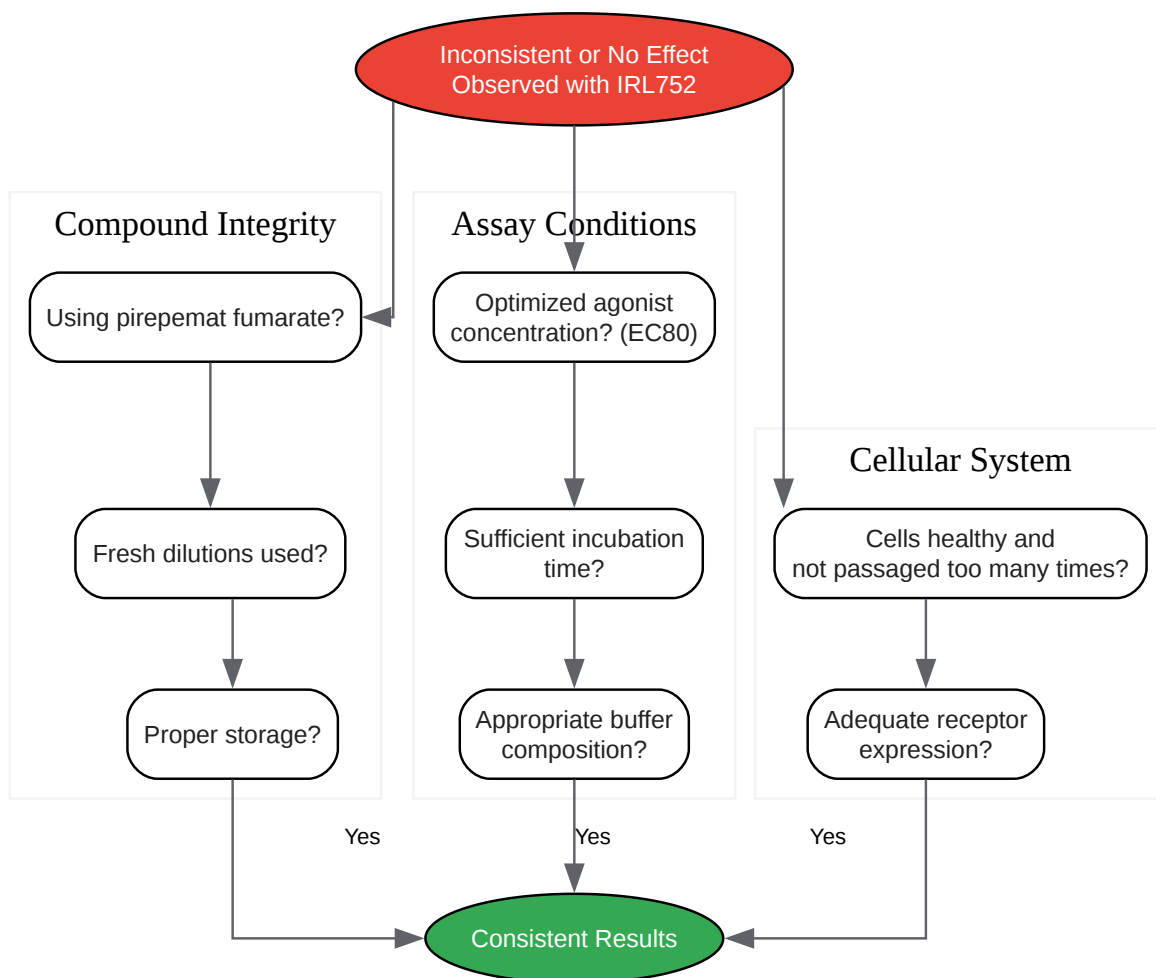 Inconsistent or No Effect
Observed with IRL752
Compound Integrity
Using pirepemat fumarate?
Fresh dilutions used?
Proper storage?
Assay Conditions
Optimized agonist
concentration? (EC80)
Sufficient incubation
time?
Appropriate buffer
composition?
Cellular System
Cells healthy and
not passaged too many times?
Adequate receptor
expression?
Yes
Yes
Yes
Consistent Results